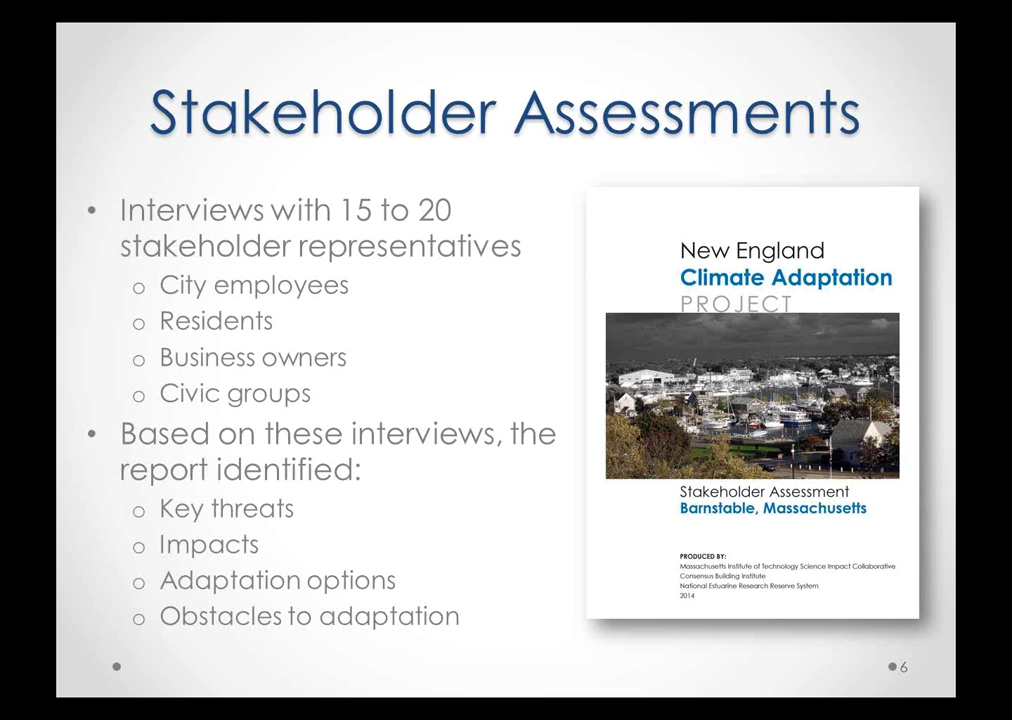 Stakeholder Assessments
• Interviews with 15 to 20
stakeholder representatives
o City employees
o Residents
o Business owners
o Civic groups
• Based on these interviews, the
report identified:
o Key threats
o Impacts
o Adaptation options
o Obstacles to adaptation
New England
Climate Adaptation
PROJECT
Stakeholder Assessment
Barnstable, Massachusetts
PRODUCED BY:
Massachusetts Institute of Technology Science Impact Collaborative
Consensus Building Institute
National Estuarine Research Reserve System
2014
6